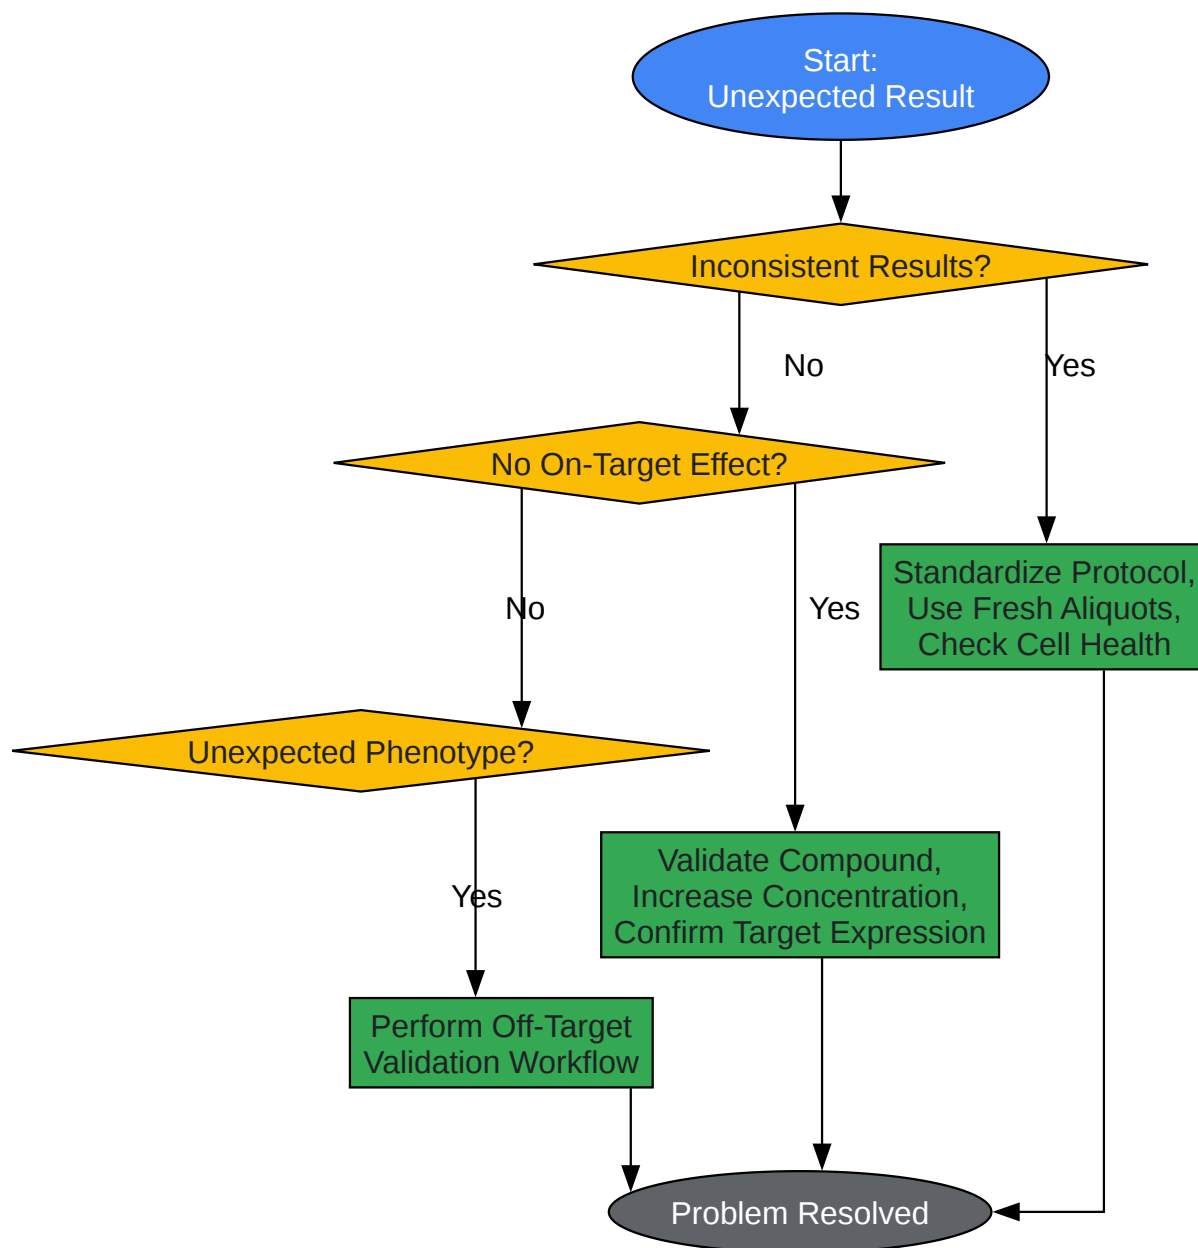 Start:
Unexpected Result
Inconsistent Results?
No
Yes
No On-Target Effect?
No
Yes
Standardize Protocol,
Use Fresh Aliquots,
Check Cell Health
Unexpected Phenotype?
Yes
Validate Compound,
Increase Concentration,
Confirm Target Expression
Perform Off-Target
Validation Workflow
Problem Resolved